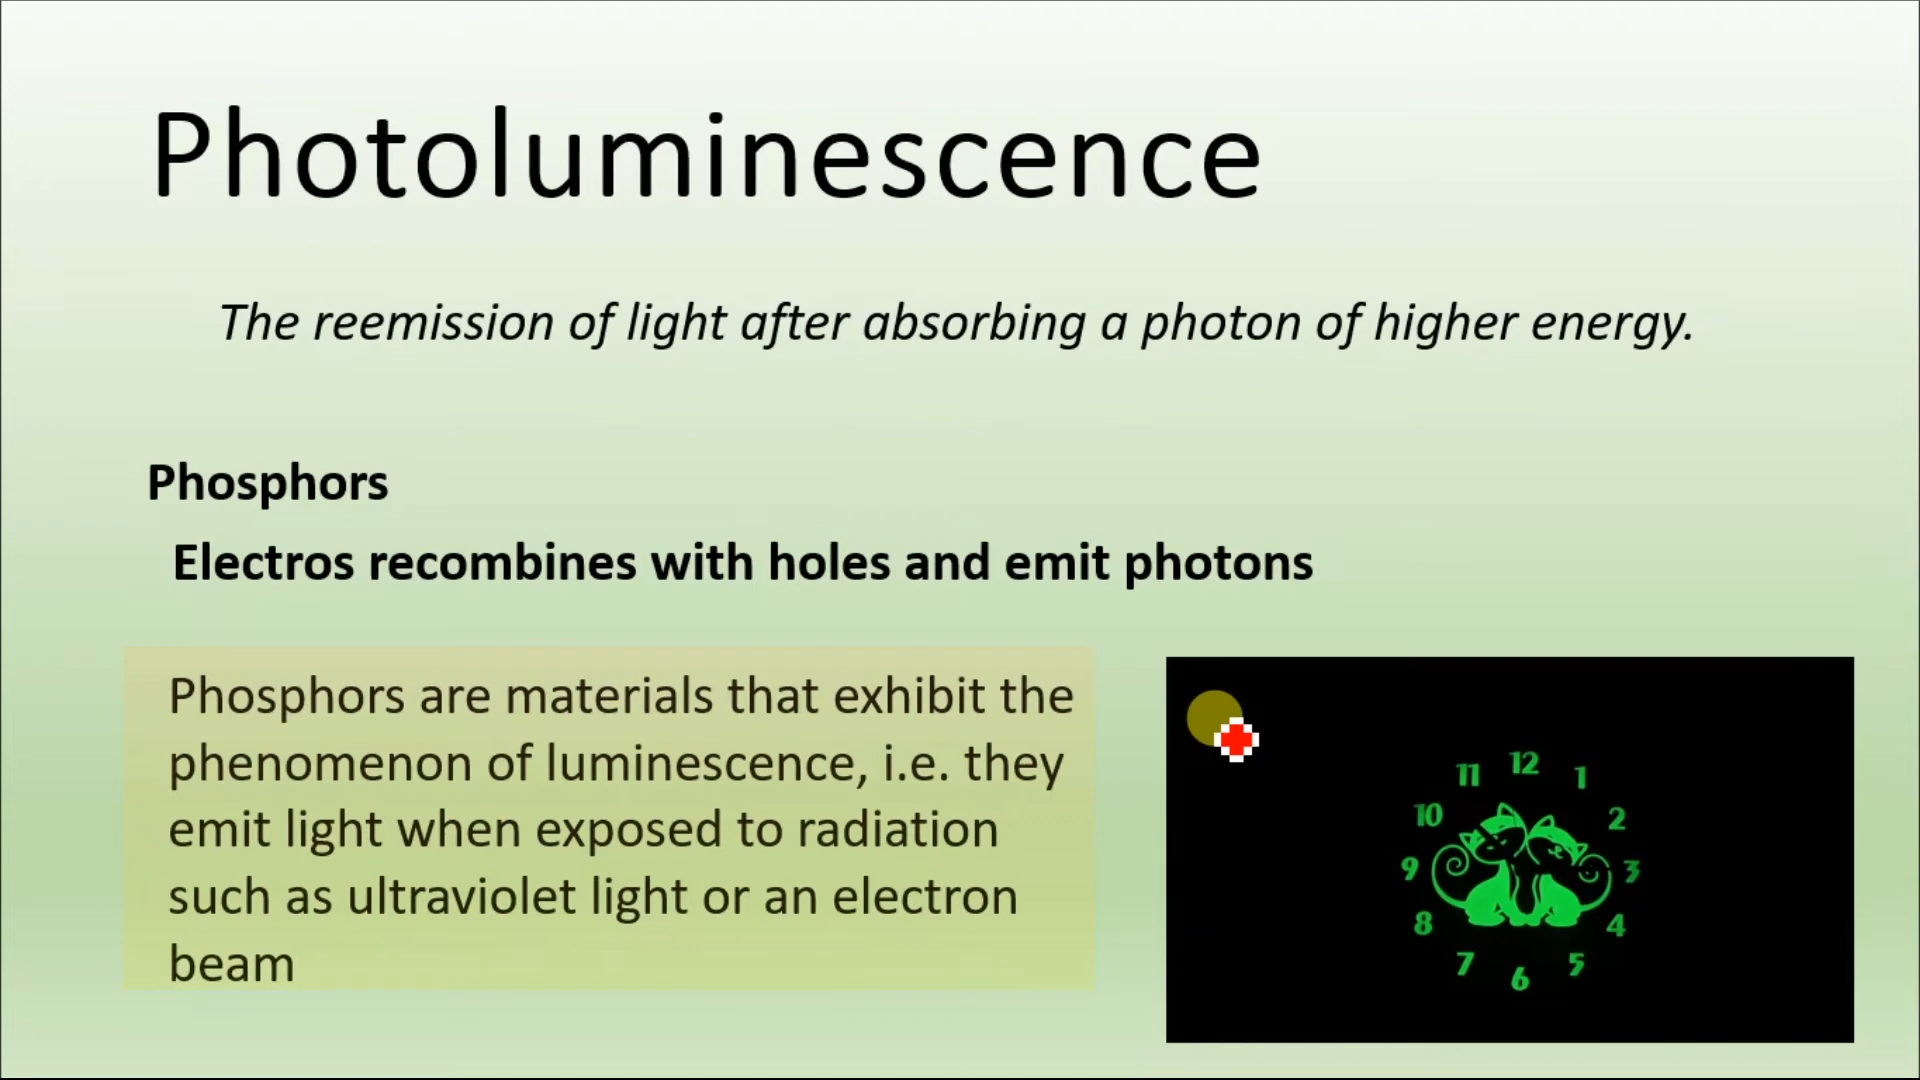 Photoluminescence
The reemission of light after absorbing a photon of higher energy.
Phosphors
Electros recombines with holes and emit photons
Phosphors are materials that exhibit the
phenomenon of luminescence, i.e. they
emit light when exposed to radiation
such as ultraviolet light or an electron
beam
11 12 1
10 2
9 3
8 4
7 6 5